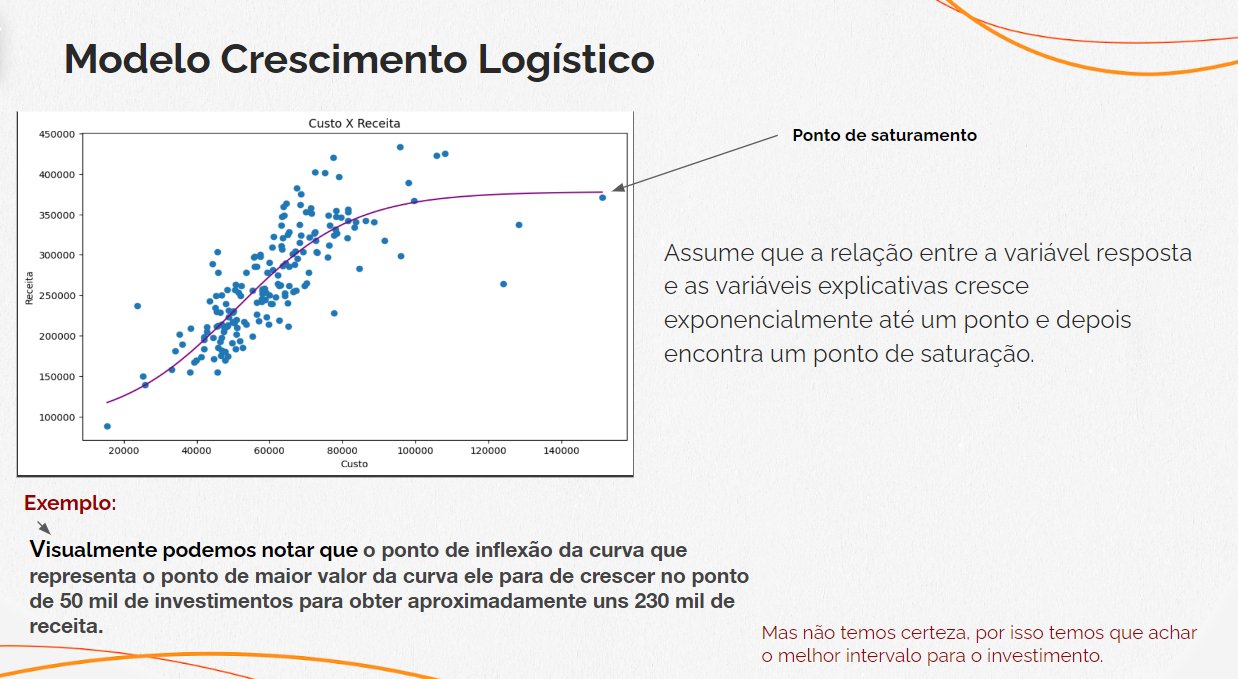 Modelo Crescimento Logístico
Custo X Receita
450000
400000
350000
300000
250000
200000
150000
100000
Receita
20000
40000
60000
80000
100000
120000
140000
Custo
Ponto de saturamento
Assume que a relação entre a variável resposta
e as variáveis explicativas cresce
exponencialmente até um ponto e depois
encontra um ponto de saturação.
Exemplo:
Visualmente podemos notar que o ponto de inflexão da curva que
representa o ponto de maior valor da curva ele para de crescer no ponto
de 50 mil de investimentos para obter aproximadamente uns 230 mil de
receita.
Mas não temos certeza, por isso temos que achar
o melhor intervalo para o investimento.